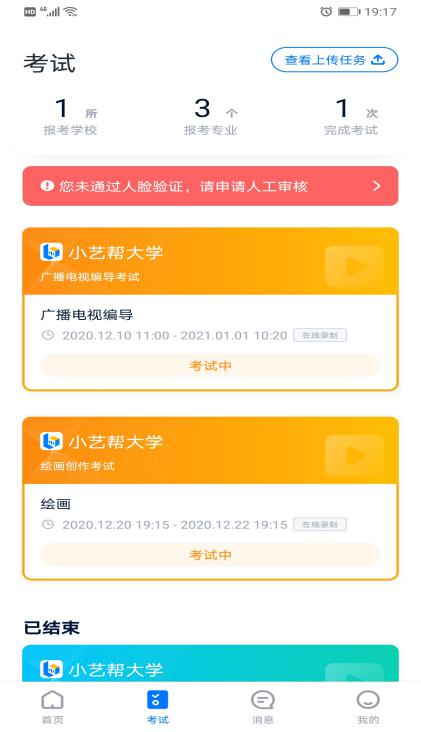 HD 4G 19:17
考试
查看上传任务
1 所 3 个 1 次
报考学校 报考专业 完成考试
您未通过人脸验证，请申请人工审核
小艺帮大学
广播电视编导考试
广播电视编导
2020.12.10 11:00 - 2021.01.01 10:20 在线录制
考试中
小艺帮大学
绘画创作考试
绘画
2020.12.20 19:15 - 2020.12.22 19:15 在线录制
考试中
已结束
小艺帮大学
首页 考试 消息 我的